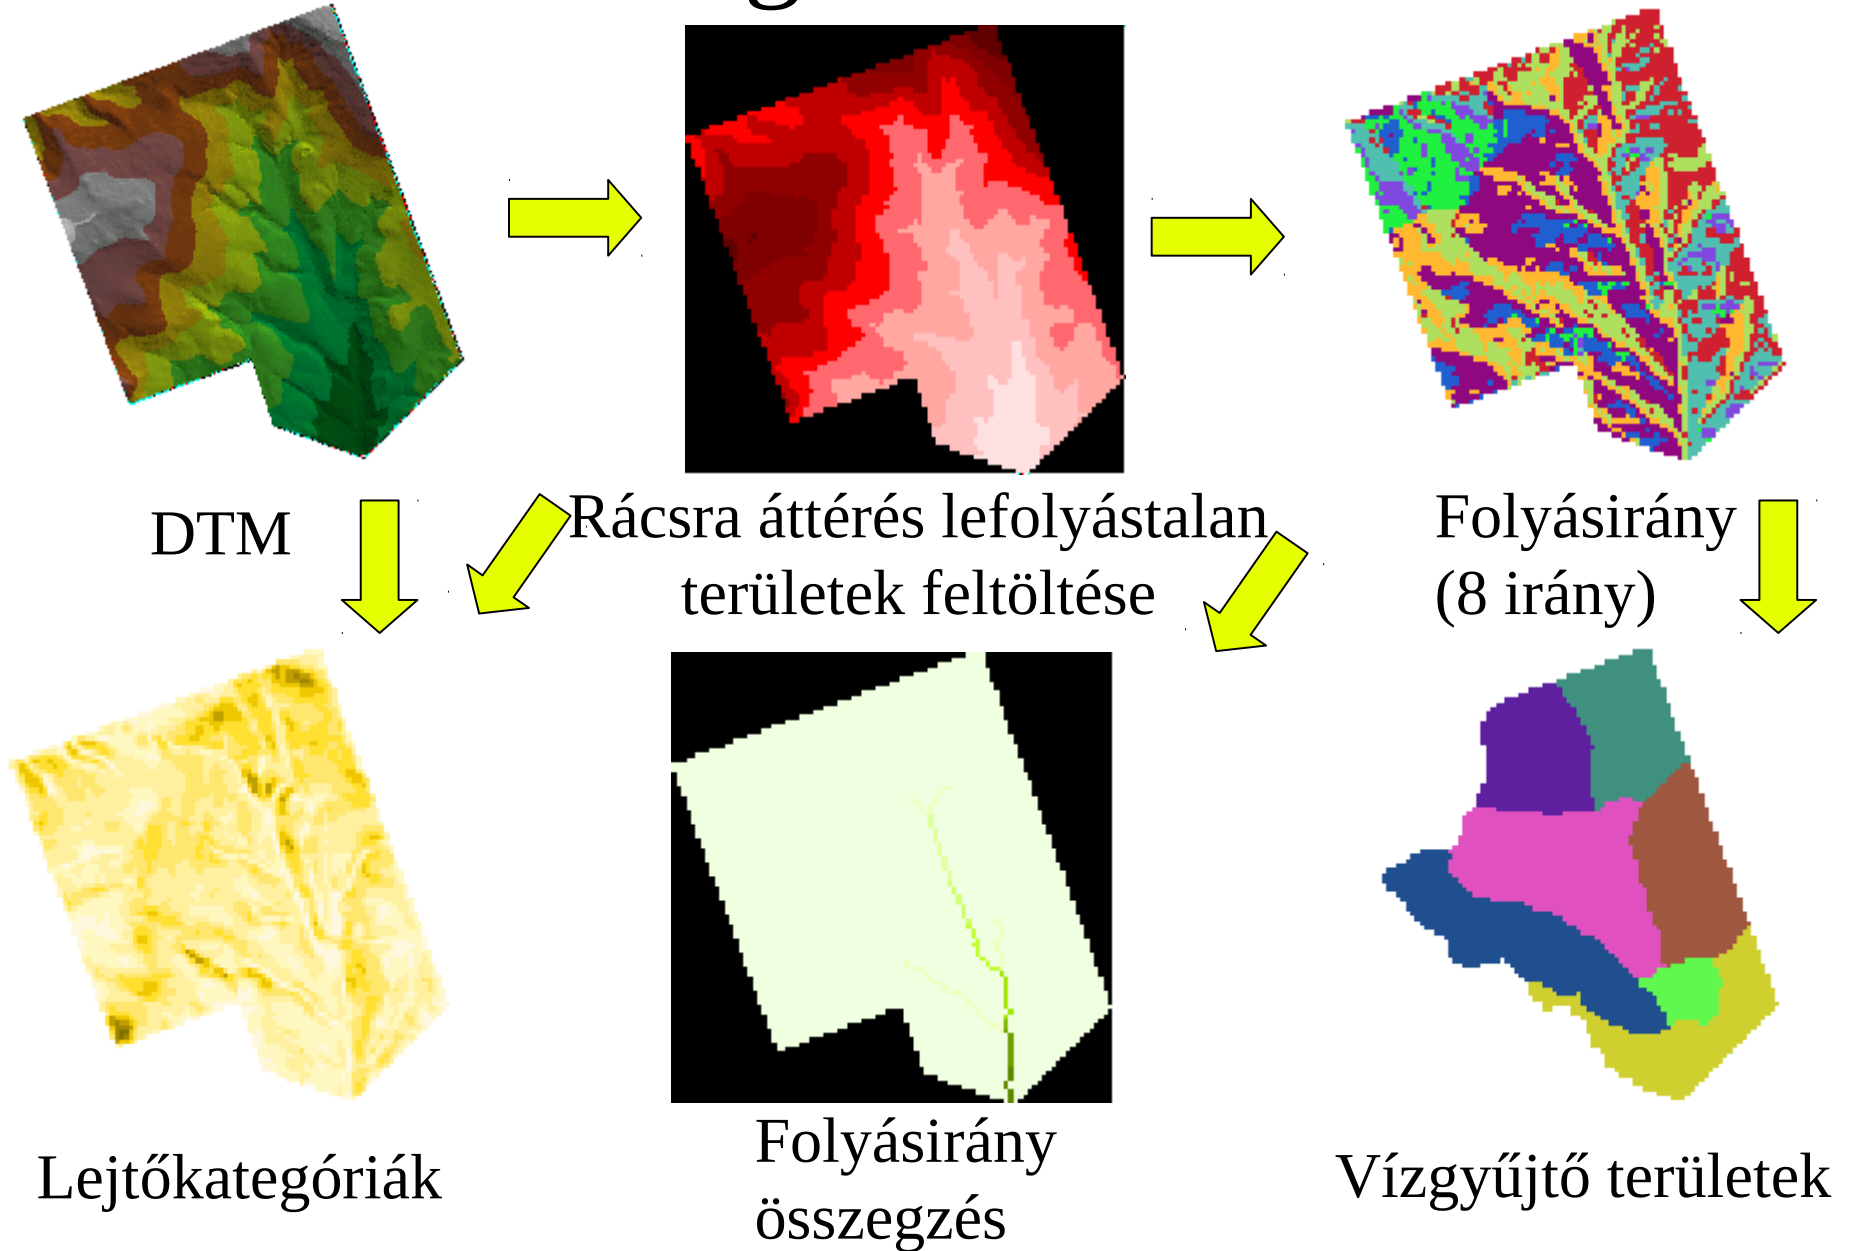 DTM
Rácsra áttérés lefolyástalan
területek feltöltése
Folyásirány
(8 irány)
Lejtőkategóriák
Folyásirány
összegzés
Vízgyűjtő területek